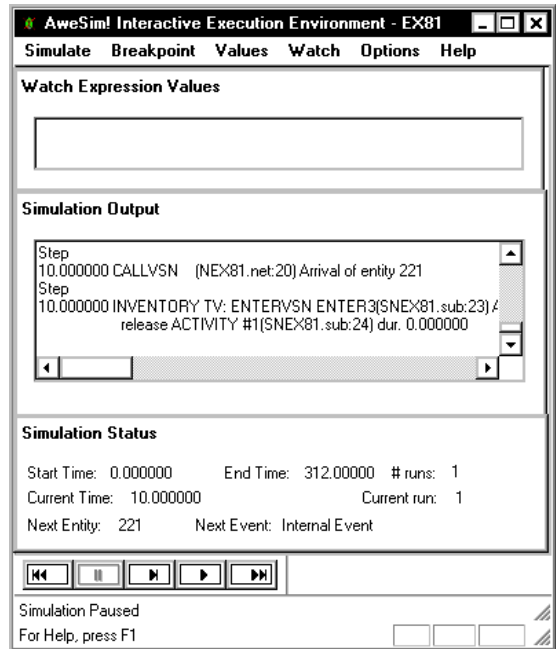 AweSim! Interactive Execution Environment - EX81
Simulate Breakpoint Values Watch Options Help
Watch Expression Values
Simulation Output
Step
10.000000 CALLVSN (NEX81.net:20) Arrival of entity 221
Step
10.000000 INVENTORY TV: ENTERVSN ENTER3(SNEX81.sub:23)
release ACTIVITY #1(SNEX81.sub:24) dur. 0.000000
Simulation Status
Start Time: 0.000000 End Time: 312.00000 # runs: 1
Current Time: 10.000000 Current run: 1
Next Entity: 221 Next Event: Internal Event
Simulation Paused
For Help, press F1